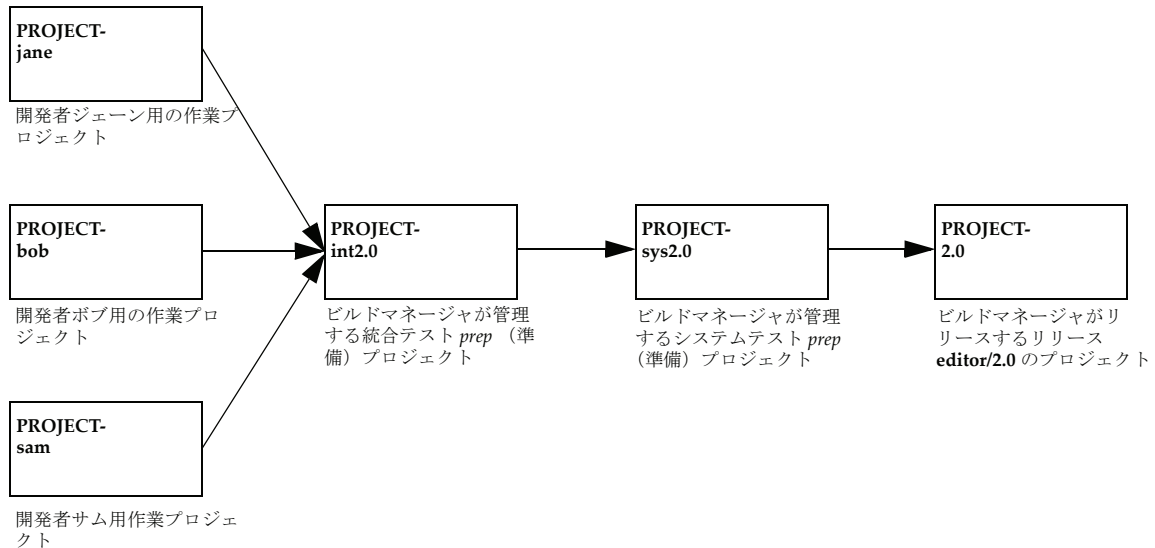 PROJECT-
jane
開発者ジェーン用の作業プ
ロジェクト
PROJECT-
bob
開発者ボブ用の作業プロ
ジェクト
PROJECT-
sam
開発者サム用作業プロジェ
クト
PROJECT-
int2.0
ビルドマネージャが管理
する統合テスト prep （準
備）プロジェクト
PROJECT-
sys2.0
ビルドマネージャが管理
するシステムテスト prep
（準備）プロジェクト
PROJECT-
2.0
ビルドマネージャがリ
リースするリリース
editor/2.0 のプロジェクト